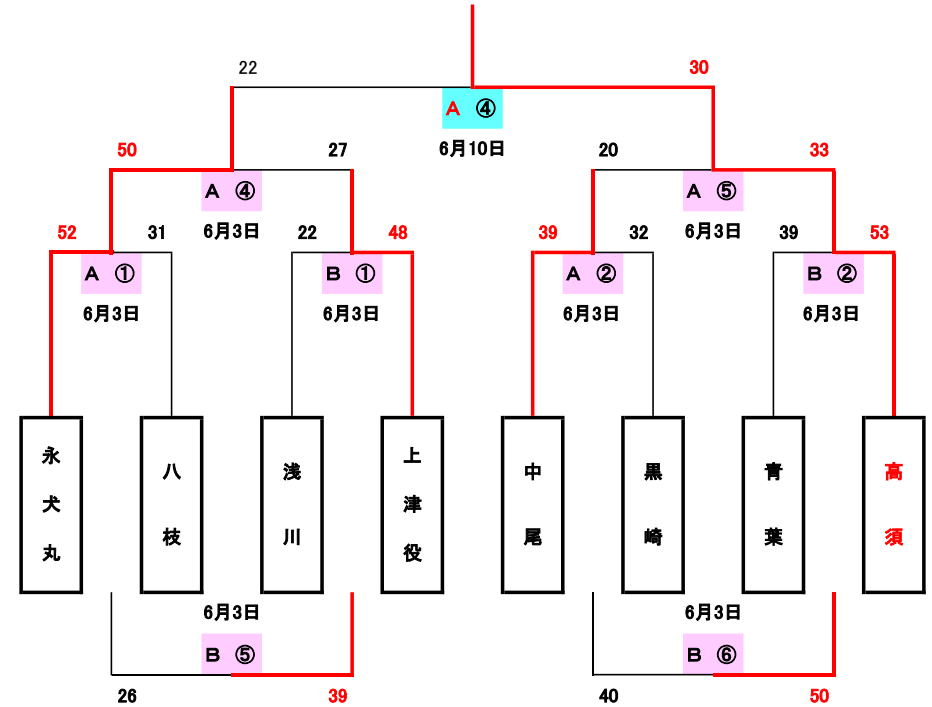 22 30
A ④
6月10日
50 27 20 33
A ④ A ⑤
6月3日 6月3日
52 31 22 48 39 32 39 53
A ① B ① A ② B ②
6月3日 6月3日 6月3日 6月3日
永犬丸
八枝
浅川
上津役
中尾
黒崎
青葉
高須
6月3日 6月3日
B ⑤ B ⑥
26 39 40 50